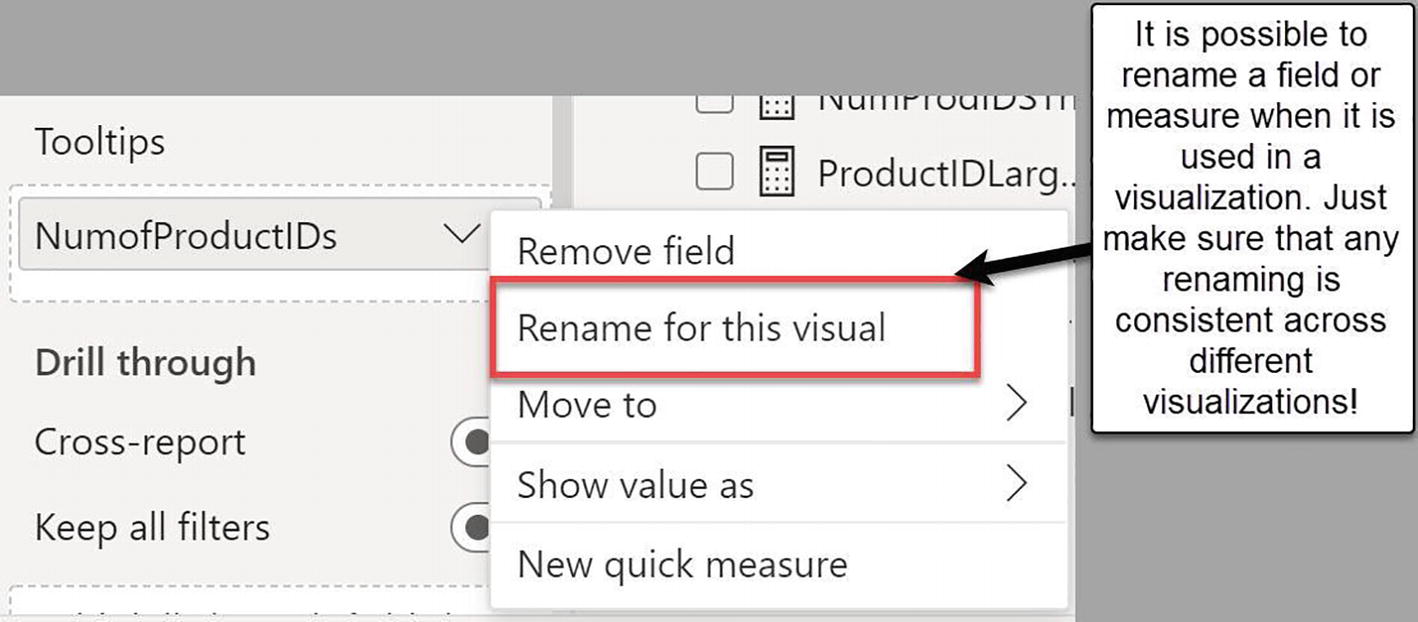 Tooltips
NumofProductIDs
Drill through
Cross-report
Keep all filters
ProductIDLarg...
Remove field
Rename for this visual
Move to
Show value as
New quick measure
It is possible to
rename a field or
measure when it is
used in a
visualization. Just
make sure that any
renaming is
consistent across
different
visualizations!